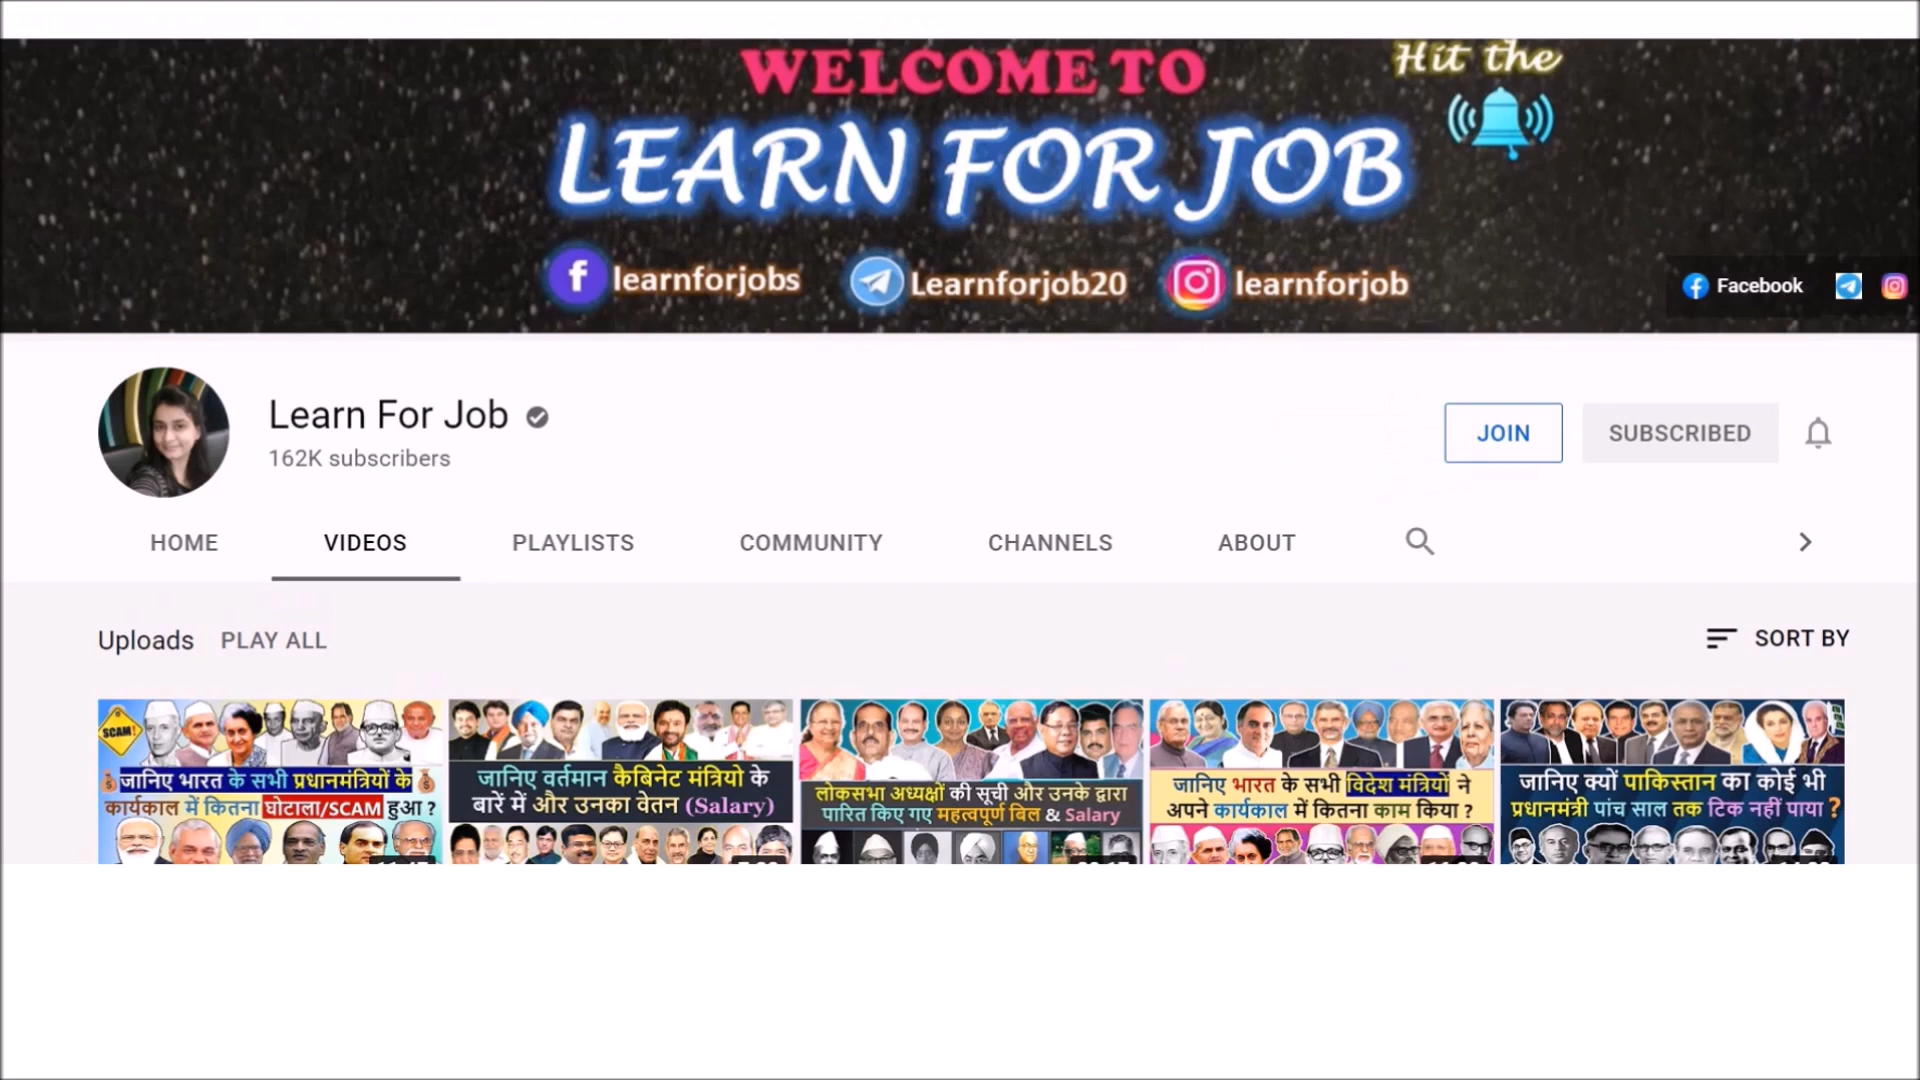 WELCOME TO
Hit the
LEARN FOR JOB
learnforjobs
Learnforjob20
learnforjob
Facebook
Learn For Job
162K subscribers
JOIN
SUBSCRIBED
HOME
VIDEOS
PLAYLISTS
COMMUNITY
CHANNELS
ABOUT
Uploads
PLAY ALL
SORT BY
SCAM!
जानिए भारत के सभी प्रधानमंत्रियों के
कार्यकाल में कितना घोटाला/SCAM हुआ ?
जानिए वर्तमान कैबिनेट मंत्रियो के
बारें में और उनका वेतन (Salary)
लोकसभा अध्यक्षों की सूची और उनके द्वारा
पारित किए गए महत्वपूर्ण बिल & Salary
जानिए भारत के सभी विदेश मंत्रियों ने
अपने कार्यकाल में कितना काम किया ?
जानिए क्यों पाकिस्तान का कोई भी
प्रधानमंत्री पांच साल तक टिक नहीं पाया ?